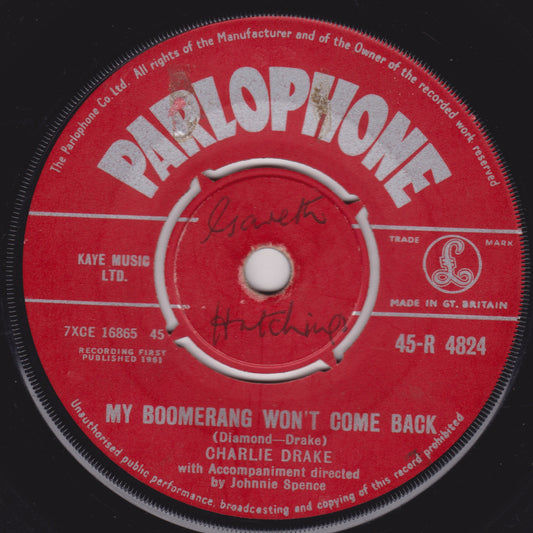 The Parlophone Co. Ltd. All rights of the Manufacturer and of the Owner of the recorded work reserved
PARLOPHONE
Gareth
KAYE MUSIC
LTD.
TRADE MARK
£
MADE IN GT. BRITAIN
7XCE 16865 45
RECORDING FIRST
PUBLISHED 1961
Hutchings
45-R 4824
MY BOOMERANG WON'T COME BACK
(Diamond—Drake)
CHARLIE DRAKE
with Accompaniment directed
by Johnnie Spence
Unauthorised public performance, broadcasting and copying of this record prohibited